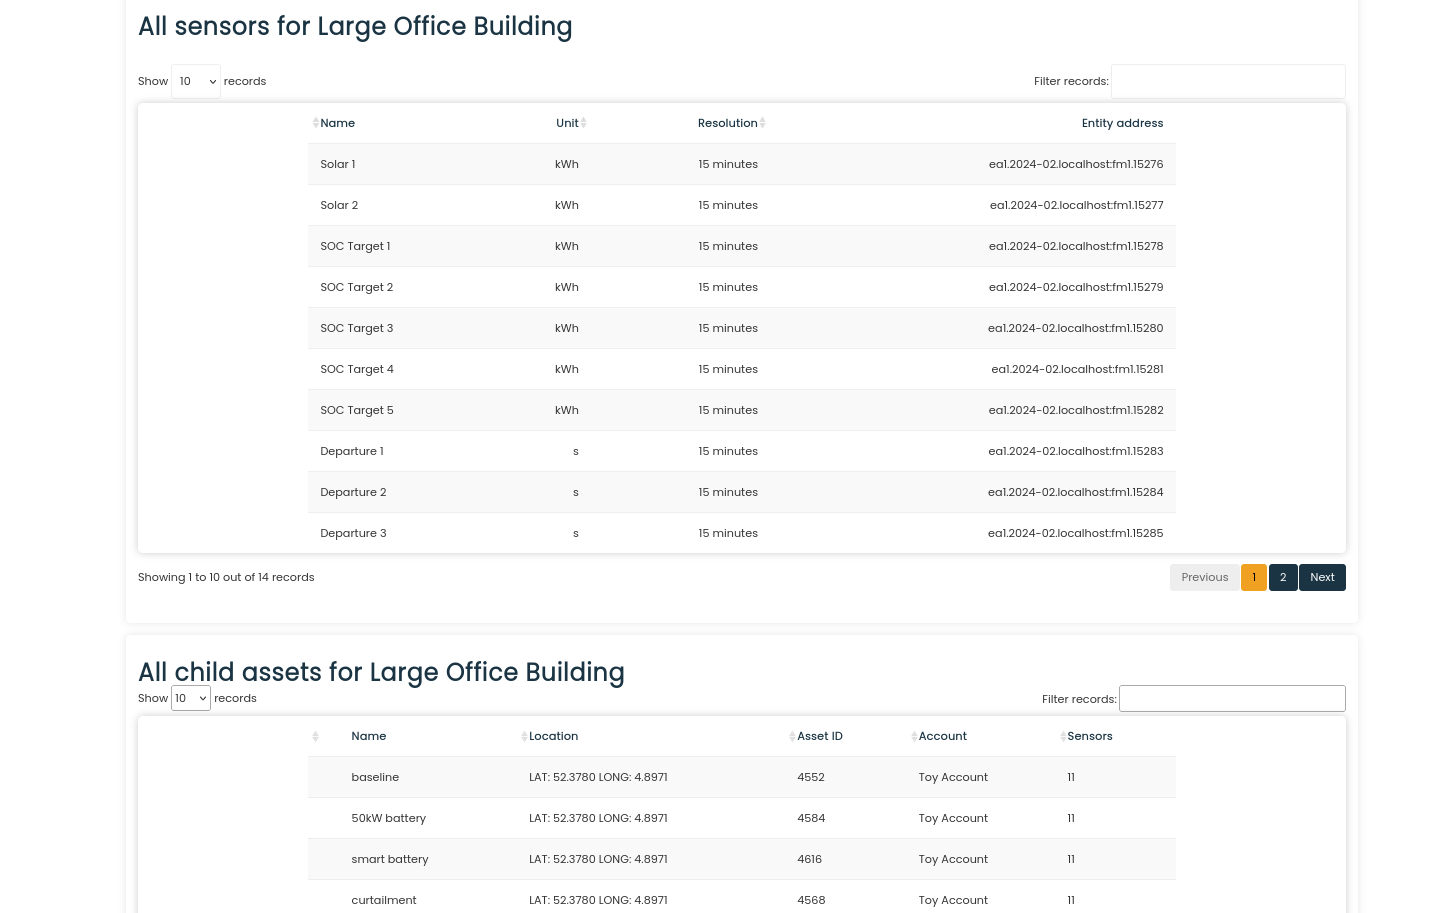 All sensors for Large Office Building
Show 10 records Filter records:
Name Unit Resolution Entity address
Solar 1 kWh 15 minutes ea1.2024-02.localhost:fm1.15276
Solar 2 kWh 15 minutes ea1.2024-02.localhost:fm1.15277
SOC Target 1 kWh 15 minutes ea1.2024-02.localhost:fm1.15278
SOC Target 2 kWh 15 minutes ea1.2024-02.localhost:fm1.15279
SOC Target 3 kWh 15 minutes ea1.2024-02.localhost:fm1.15280
SOC Target 4 kWh 15 minutes ea1.2024-02.localhost:fm1.15281
SOC Target 5 kWh 15 minutes ea1.2024-02.localhost:fm1.15282
Departure 1 s 15 minutes ea1.2024-02.localhost:fm1.15283
Departure 2 s 15 minutes ea1.2024-02.localhost:fm1.15284
Departure 3 s 15 minutes ea1.2024-02.localhost:fm1.15285
Showing 1 to 10 out of 14 records Previous 1 2 Next
All child assets for Large Office Building
Show 10 records Filter records:
Name Location Asset ID Account Sensors
baseline LAT: 52.3780 LONG: 4.8971 4552 Toy Account 11
50kW battery LAT: 52.3780 LONG: 4.8971 4584 Toy Account 11
smart battery LAT: 52.3780 LONG: 4.8971 4616 Toy Account 11
curtailment LAT: 52.3780 LONG: 4.8971 4568 Toy Account 11